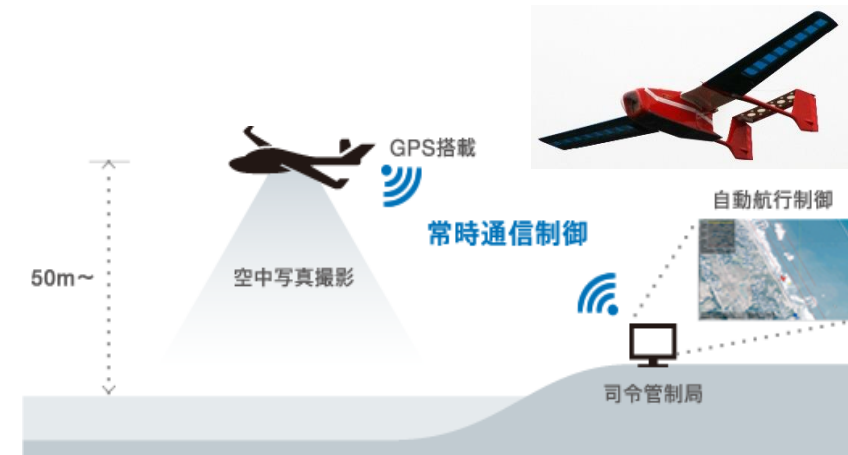 GPS搭載
自動航行制御
常時通信制御
50m～
空中写真撮影
司令管制局